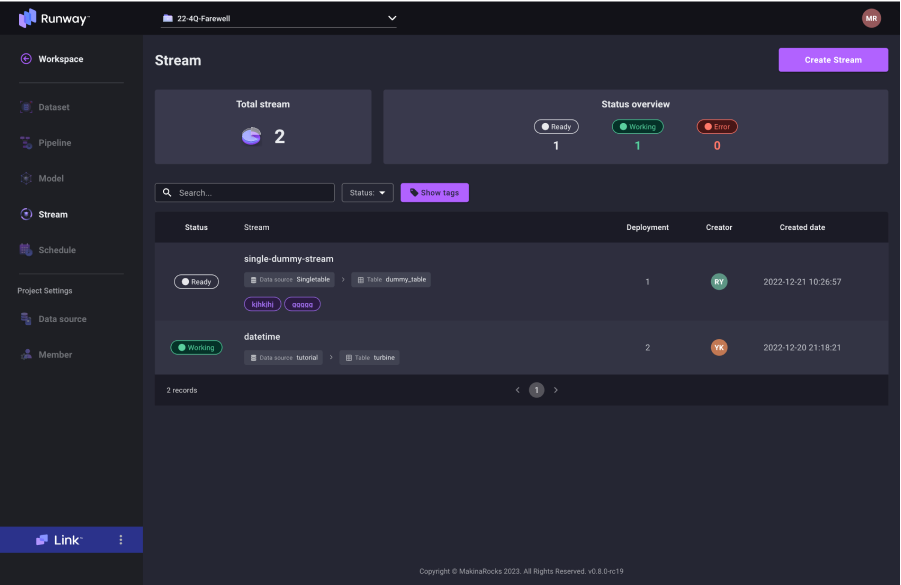 Runway™
22-4Q-Farewell
MR
Workspace
Dataset
Pipeline
Model
Stream
Schedule
Project Settings
Data source
Member
Link™
Stream
Create Stream
Total stream
2
Status overview
Ready
Working
Error
1
1
0
Search...
Status:
Show tags
Status
Stream
Deployment
Creator
Created date
Ready
single-dummy-stream
Data source Singletable
Table dummy_table
kjhkjhj
qqqqq
1
RY
2022-12-21 10:26:57
Working
datetime
Data source tutorial
Table turbine
2
YK
2022-12-20 21:18:21
2 records
1
Copyright © MakinaRocks 2023. All Rights Reserved. v0.8.0-rc19